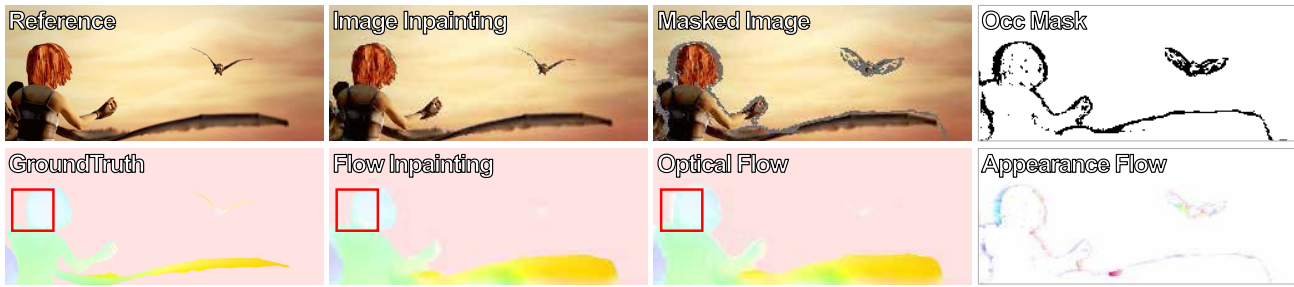 Reference
Image Inpainting
Masked Image
Occ Mask
GroundTruth
Flow Inpainting
Optical Flow
Appearance Flow